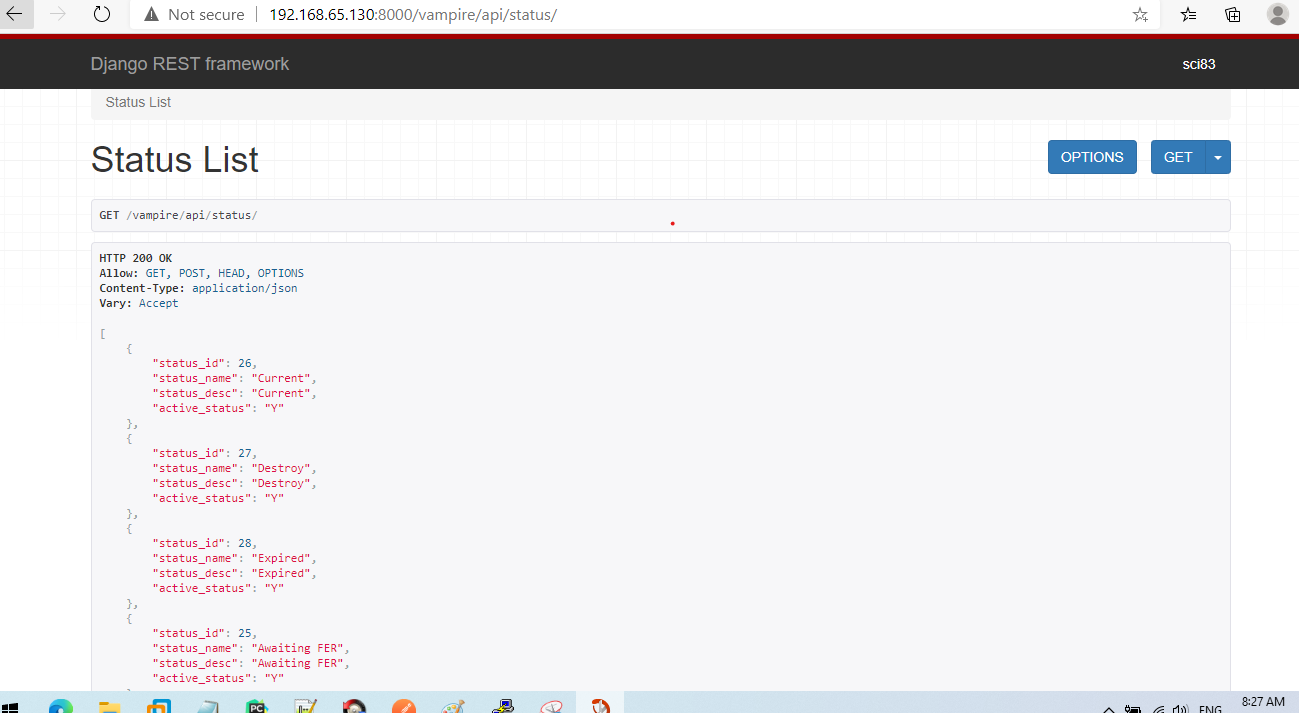 Not secure | 192.168.65.130:8000/vampire/api/status/
Django REST framework
sci83
Status List
Status List
OPTIONS
GET
GET /vampire/api/status/
HTTP 200 OK
Allow: GET, POST, HEAD, OPTIONS
Content-Type: application/json
Vary: Accept
[
{
"status_id": 26,
"status_name": "Current",
"status_desc": "Current",
"active_status": "Y"
},
{
"status_id": 27,
"status_name": "Destroy",
"status_desc": "Destroy",
"active_status": "Y"
},
{
"status_id": 28,
"status_name": "Expired",
"status_desc": "Expired",
"active_status": "Y"
},
{
"status_id": 25,
"status_name": "Awaiting FER",
"status_desc": "Awaiting FER",
"active_status": "Y"
PC
ENG
8:27 AM